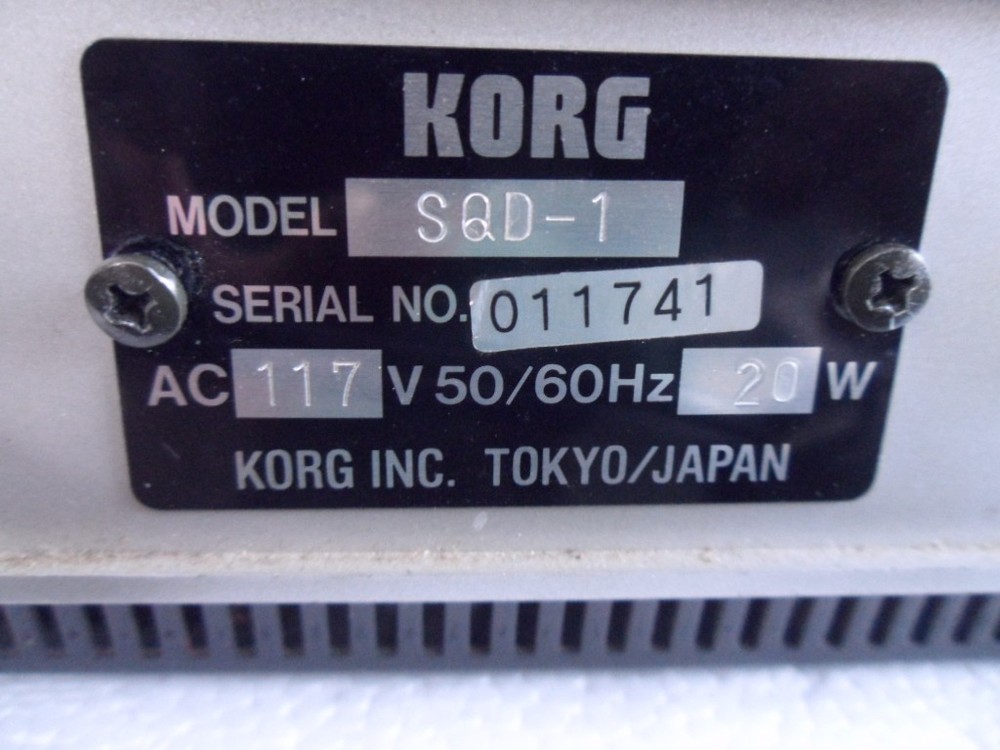 KORG
MODEL SQD-1
SERIAL NO. 011741
AC 117 V 50/60Hz 20 W
KORG INC. TOKYO/JAPAN